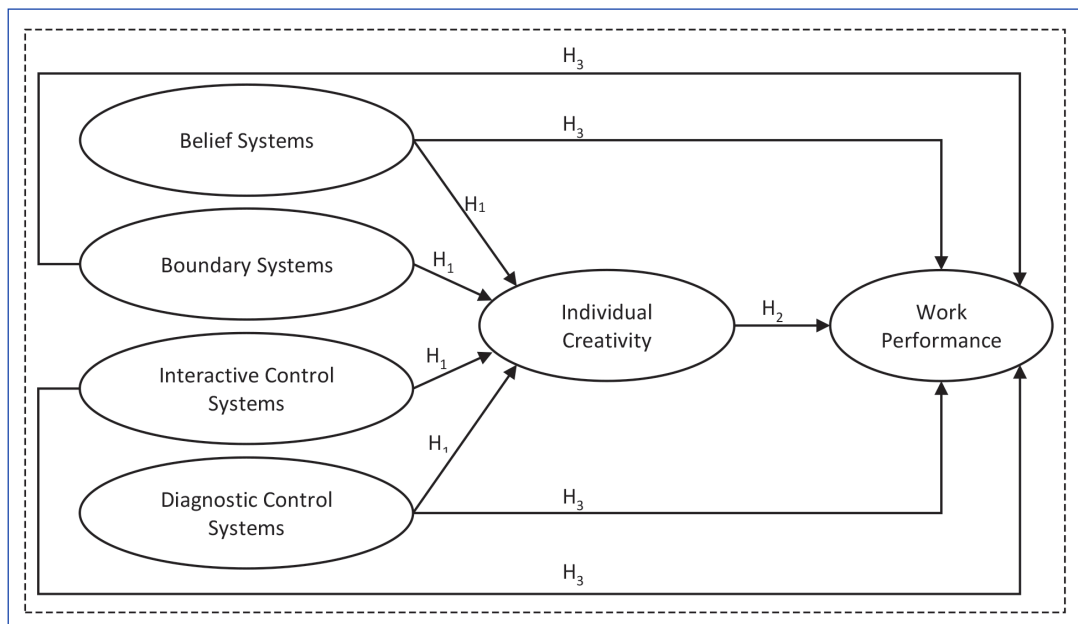 H3
Belief Systems
H3
H1
Boundary Systems
H1
Individual
Creativity
H2
Work
Performance
Interactive Control
Systems
H1
H1
Diagnostic Control
Systems
H3
H3